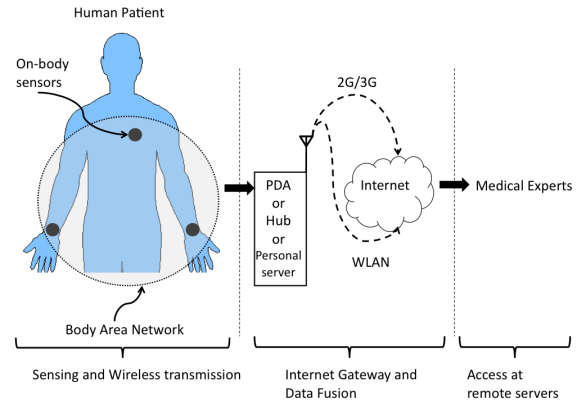 Human Patient
On-body
sensors
Body Area Network
Sensing and Wireless transmission
2G/3G
PDA
or
Hub
or
Personal
server
Internet
WLAN
Internet Gateway and
Data Fusion
Medical Experts
Access at
remote servers